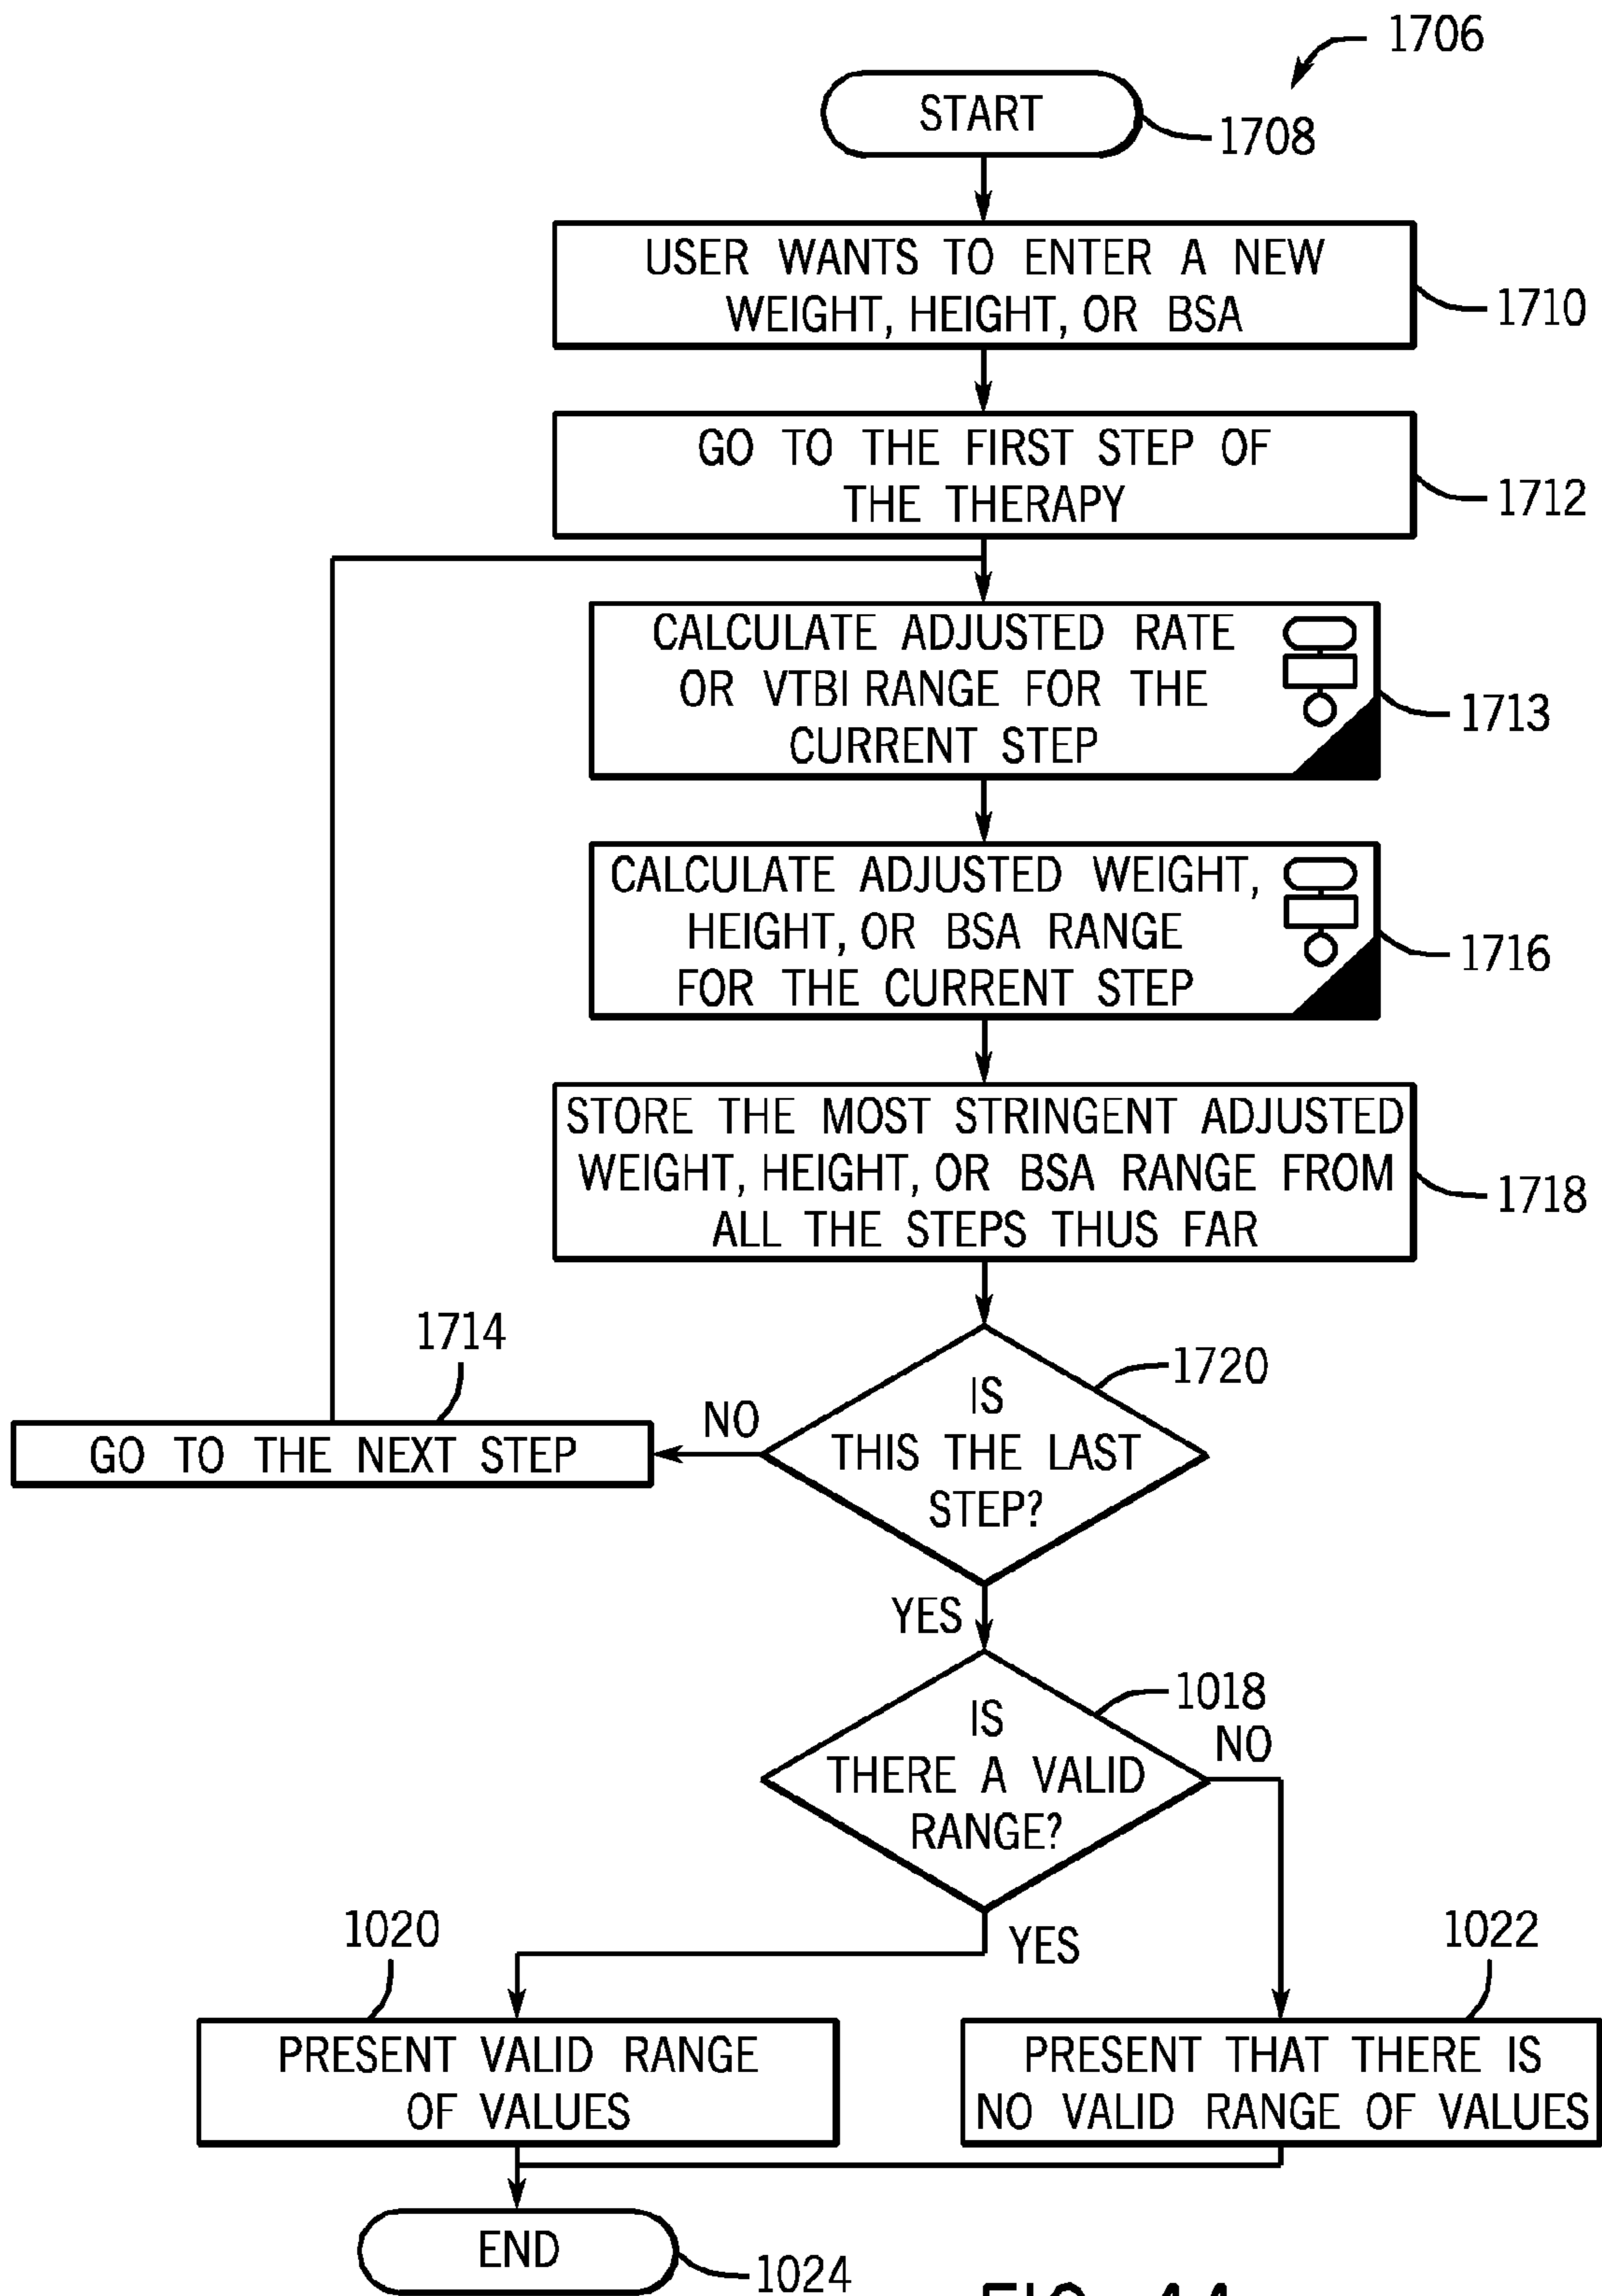 1706
START
1708
USER WANTS TO ENTER A NEW
WEIGHT, HEIGHT, OR BSA
1710
GO TO THE FIRST STEP OF
THE THERAPY
1712
CALCULATE ADJUSTED RATE
OR VTBI RANGE FOR THE
CURRENT STEP
1713
CALCULATE ADJUSTED WEIGHT,
HEIGHT, OR BSA RANGE
FOR THE CURRENT STEP
1716
STORE THE MOST STRINGENT ADJUSTED
WEIGHT, HEIGHT, OR BSA RANGE FROM
ALL THE STEPS THUS FAR
1718
1714
GO TO THE NEXT STEP
NO
1720
IS
THIS THE LAST
STEP?
YES
1018
IS
THERE A VALID
RANGE?
NO
YES
1020
PRESENT VALID RANGE
OF VALUES
1022
PRESENT THAT THERE IS
NO VALID RANGE OF VALUES
END
1024